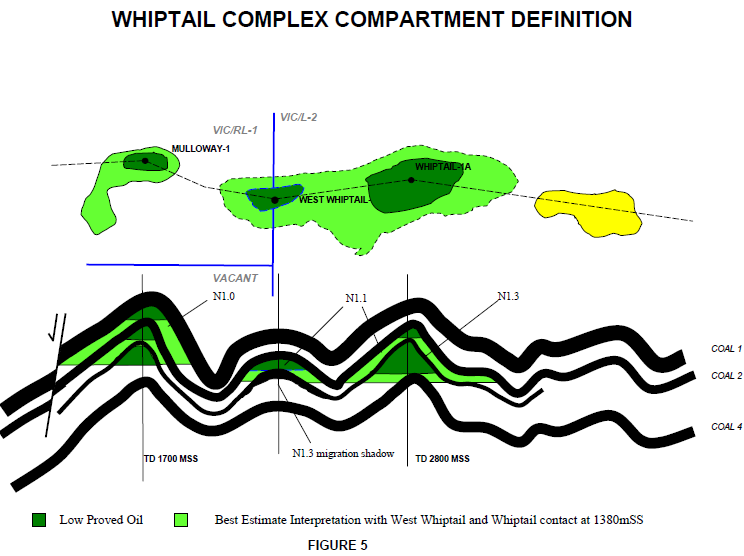 WHIPTAIL COMPLEX COMPARTMENT DEFINITION
VIC/RL-1
VIC/L-2
MULLOWAY-1
WHIPTAIL-1A
WEST WHIPTAIL-
VACANT
N1.0
N1.1
N1.3
COAL 1
COAL 2
COAL 4
N1.3 migration shadow
TD 1700 MSS
TD 2800 MSS
Low Proved Oil
Best Estimate Interpretation with West Whiptail and Whiptail contact at 1380mSS
FIGURE 5